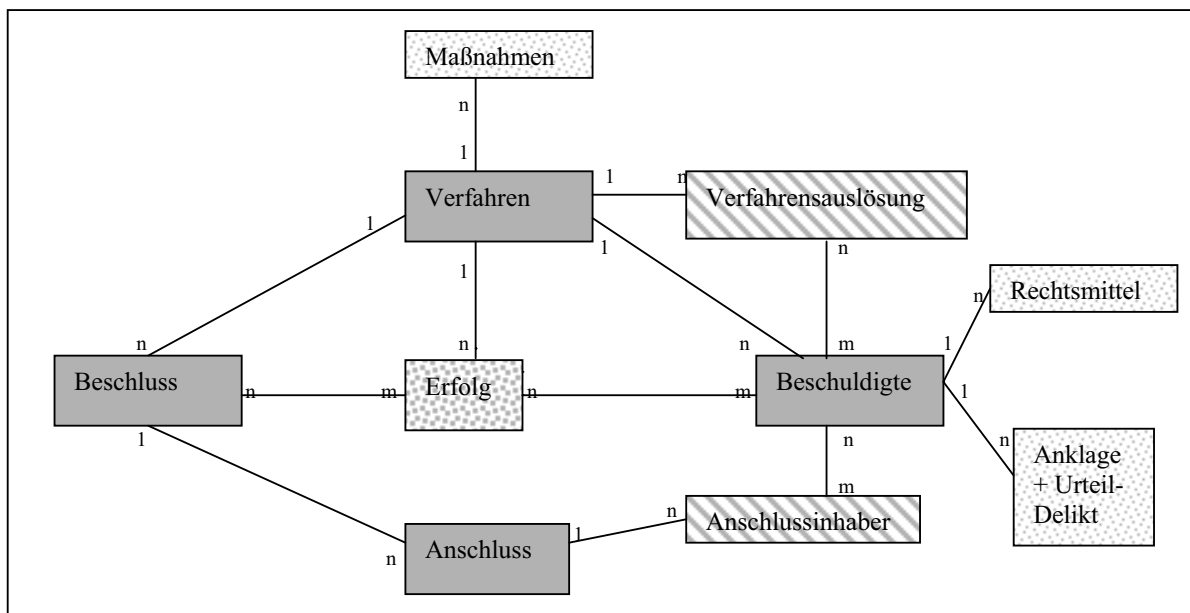 Maßnahmen
n
1
Verfahren
1
n
Verfahrensauslösung
1
1
1
n
n
Rechtsmittel
n
n
n
m
1
Beschluss
n
m
Erfolg
n
m
Beschuldigte
1
1
n
n
Anklage
+ Urteil-
Delikt
m
n
Anschlussinhaber
1
n
Anschluss